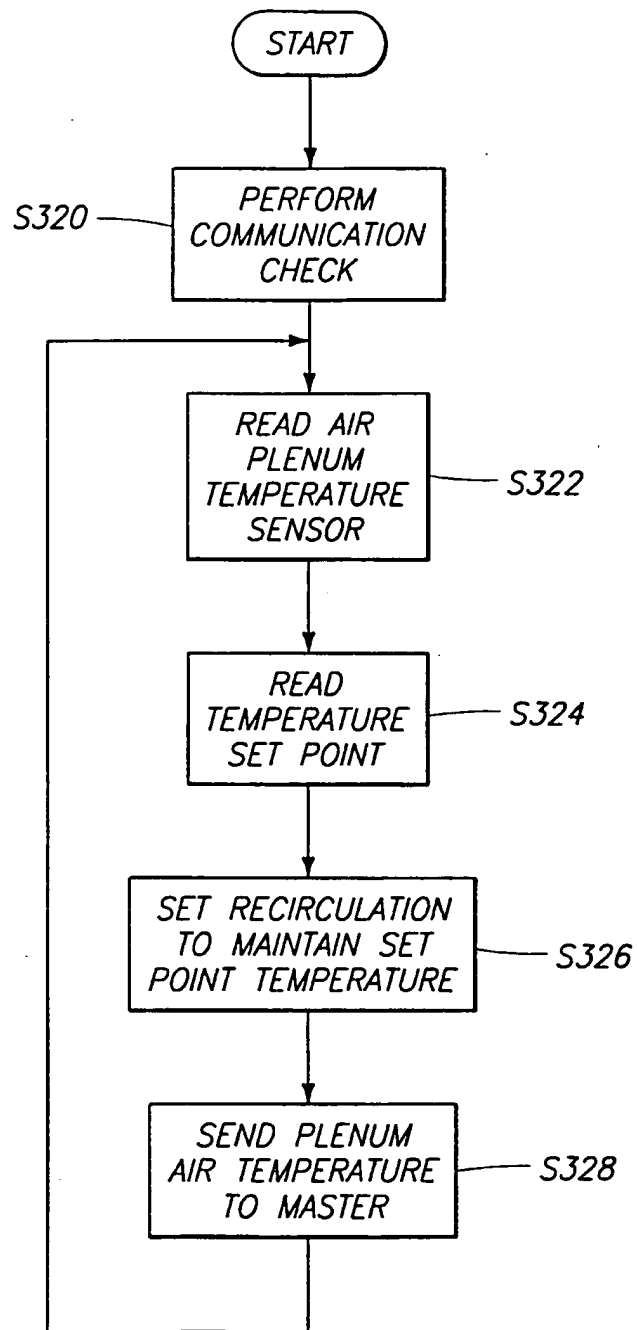 START
S320
PERFORM
COMMUNICATION
CHECK
READ AIR
PLENUM
TEMPERATURE
SENSOR
S322
READ
TEMPERATURE
SET POINT
S324
SET RECIRCULATION
TO MAINTAIN SET
POINT TEMPERATURE
S326
SEND PLENUM
AIR TEMPERATURE
TO MASTER
S328